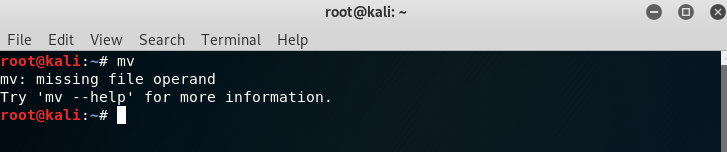 root@kali: ~
File Edit View Search Terminal Help
root@kali:~# mv
mv: missing file operand
Try 'mv --help' for more information.
root@kali:~#